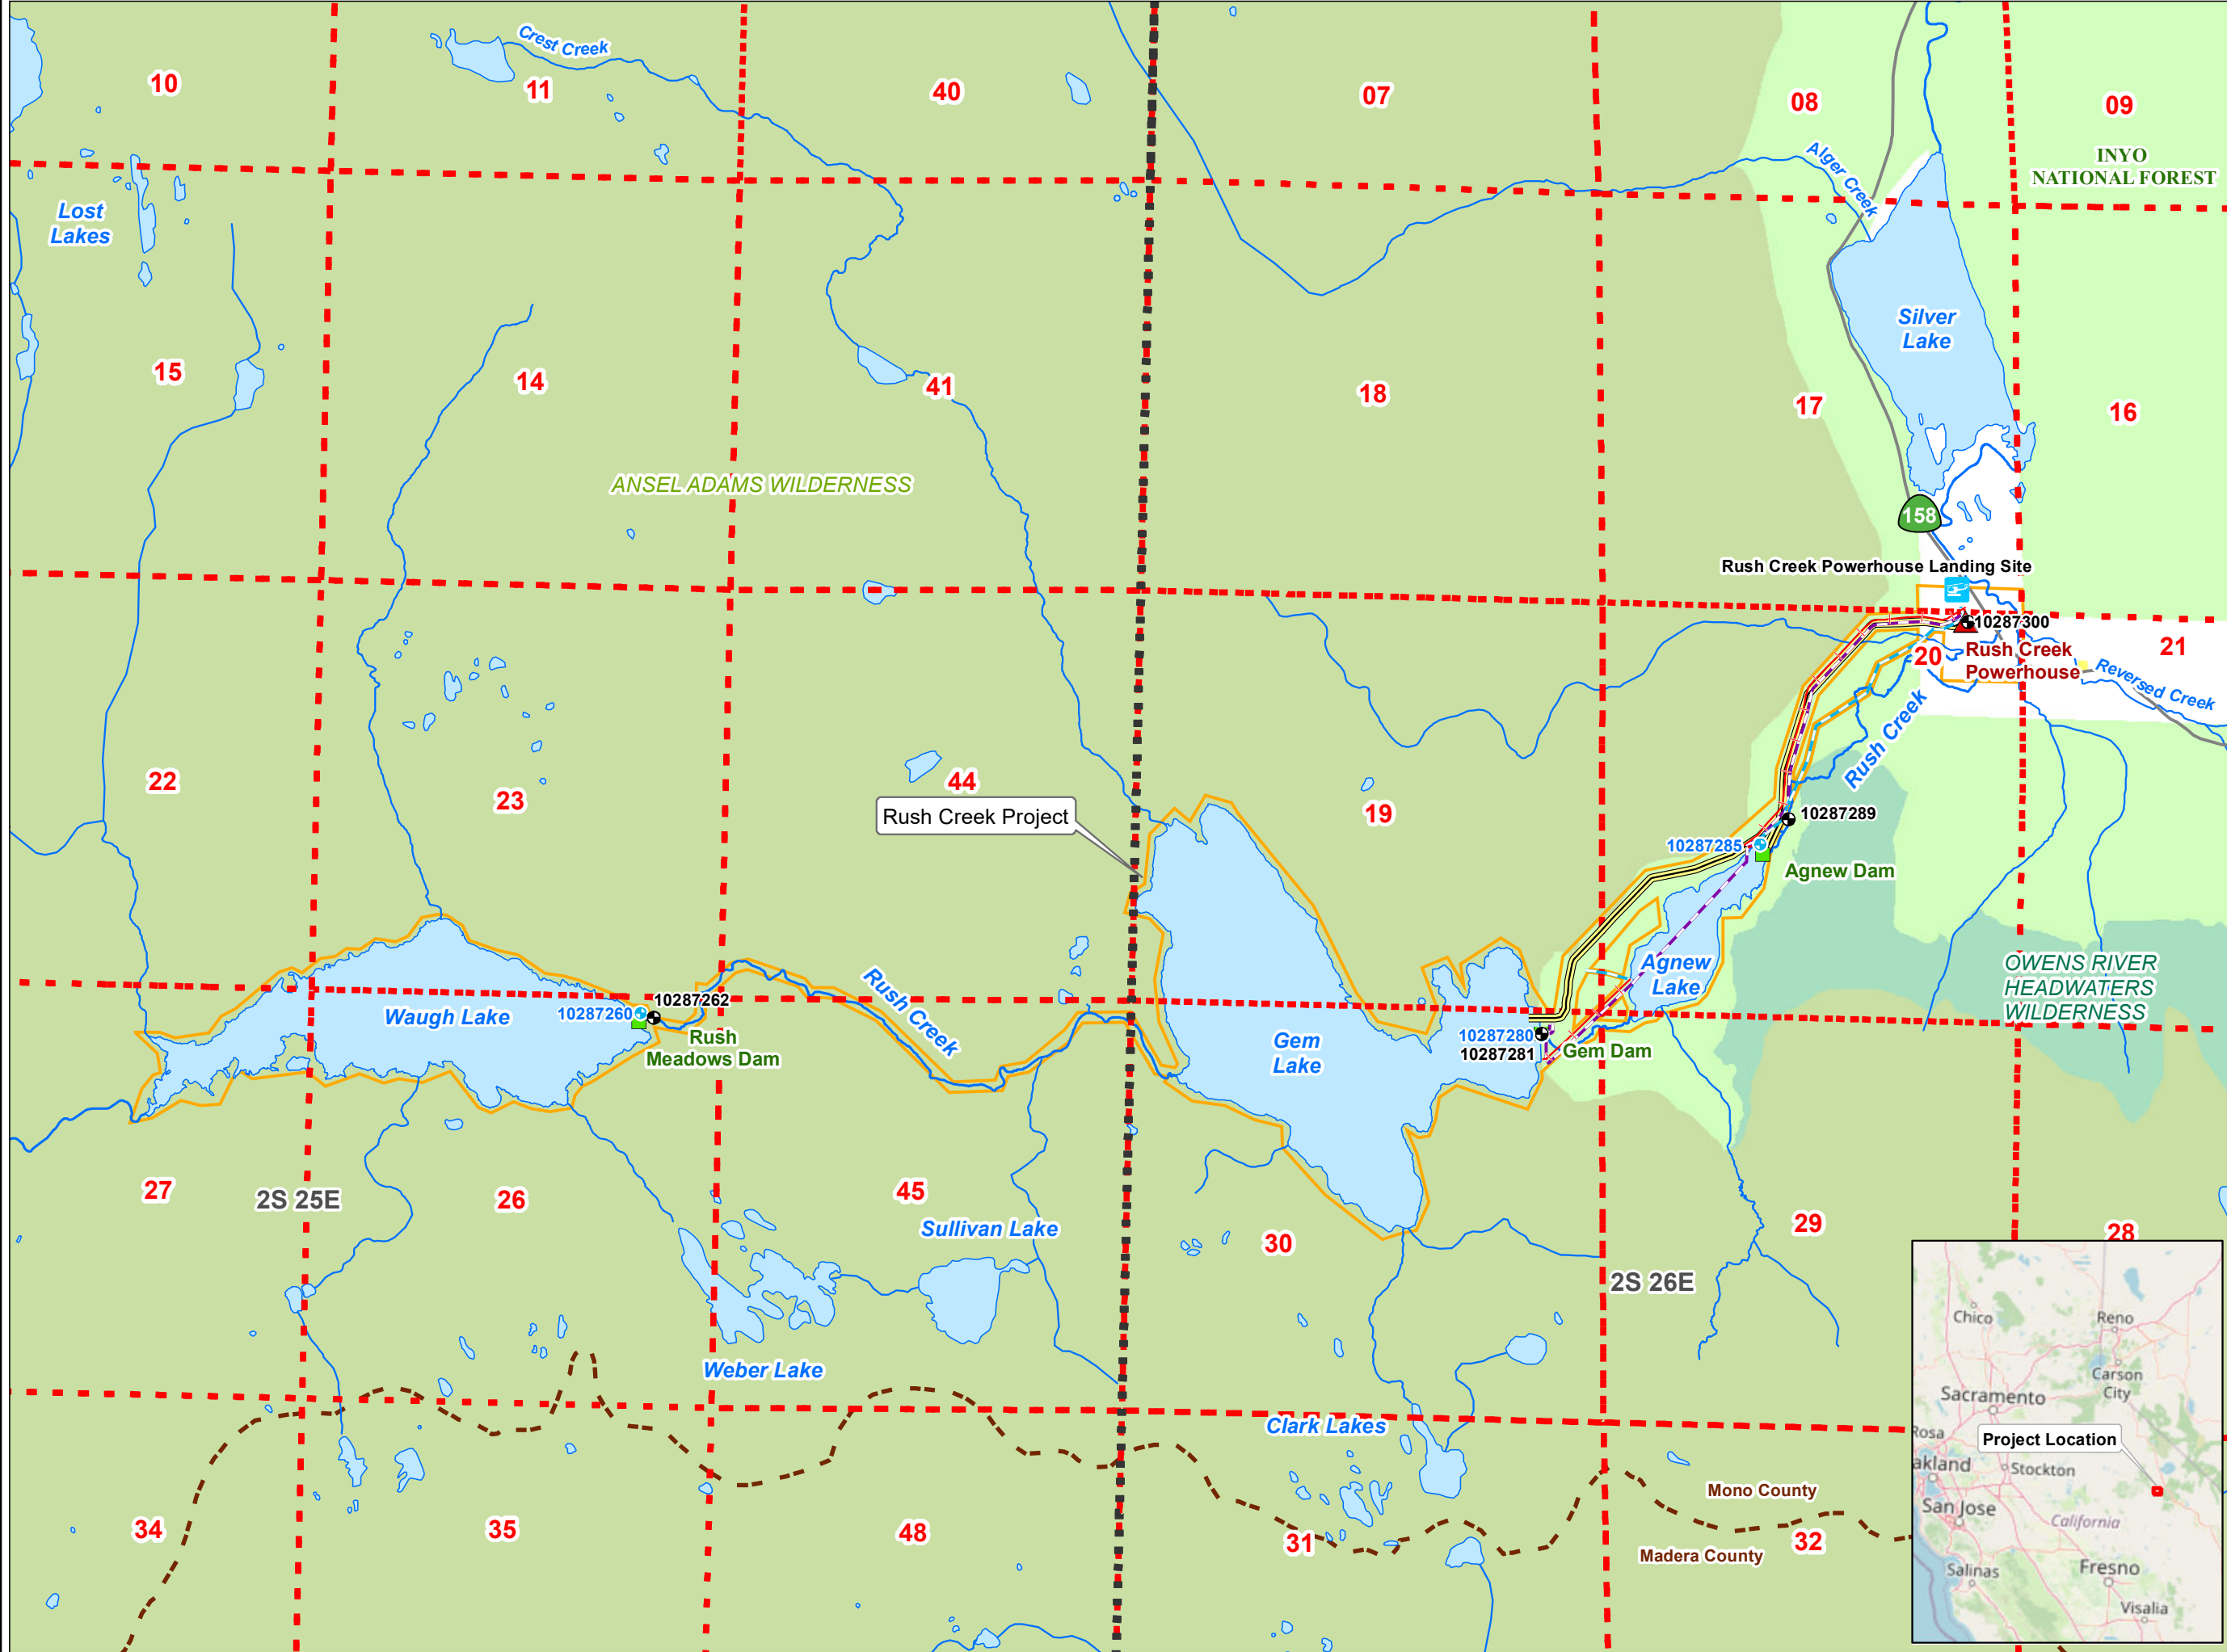 Crest Creek
10
11
40
07
08
09
INYO
NATIONAL FOREST
Alger Creek
Lost
Lakes
Silver
Lake
15
14
41
18
17
16
ANSEL ADAMS WILDERNESS
158
Rush Creek Powerhouse Landing Site
10287300
Rush Creek
Powerhouse
20
21
Reversed Creek
Rush Creek
22
23
44
19
Rush Creek Project
10287289
10287285
Agnew Dam
Agnew
Lake
OWENS RIVER
HEADWATERS
WILDERNESS
Rush Creek
Waugh Lake
10287262
10287260
Rush
Meadows Dam
Gem
Lake
10287280
10287281
Gem Dam
27
2S 25E
26
45
Sullivan Lake
30
29
28
2S 26E
Weber Lake
Clark Lakes
Mono County
Madera County
34
35
48
31
32
Chico
Reno
Carson
City
Sacramento
Rosa
Project Location
akland
Stockton
San Jose
California
Salinas
Fresno
Visalia